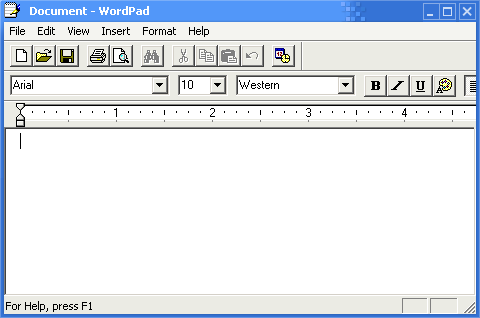 Document - WordPad
File Edit View Insert Format Help
Arial 10 Western B I U
1 2 3 4
For Help, press F1